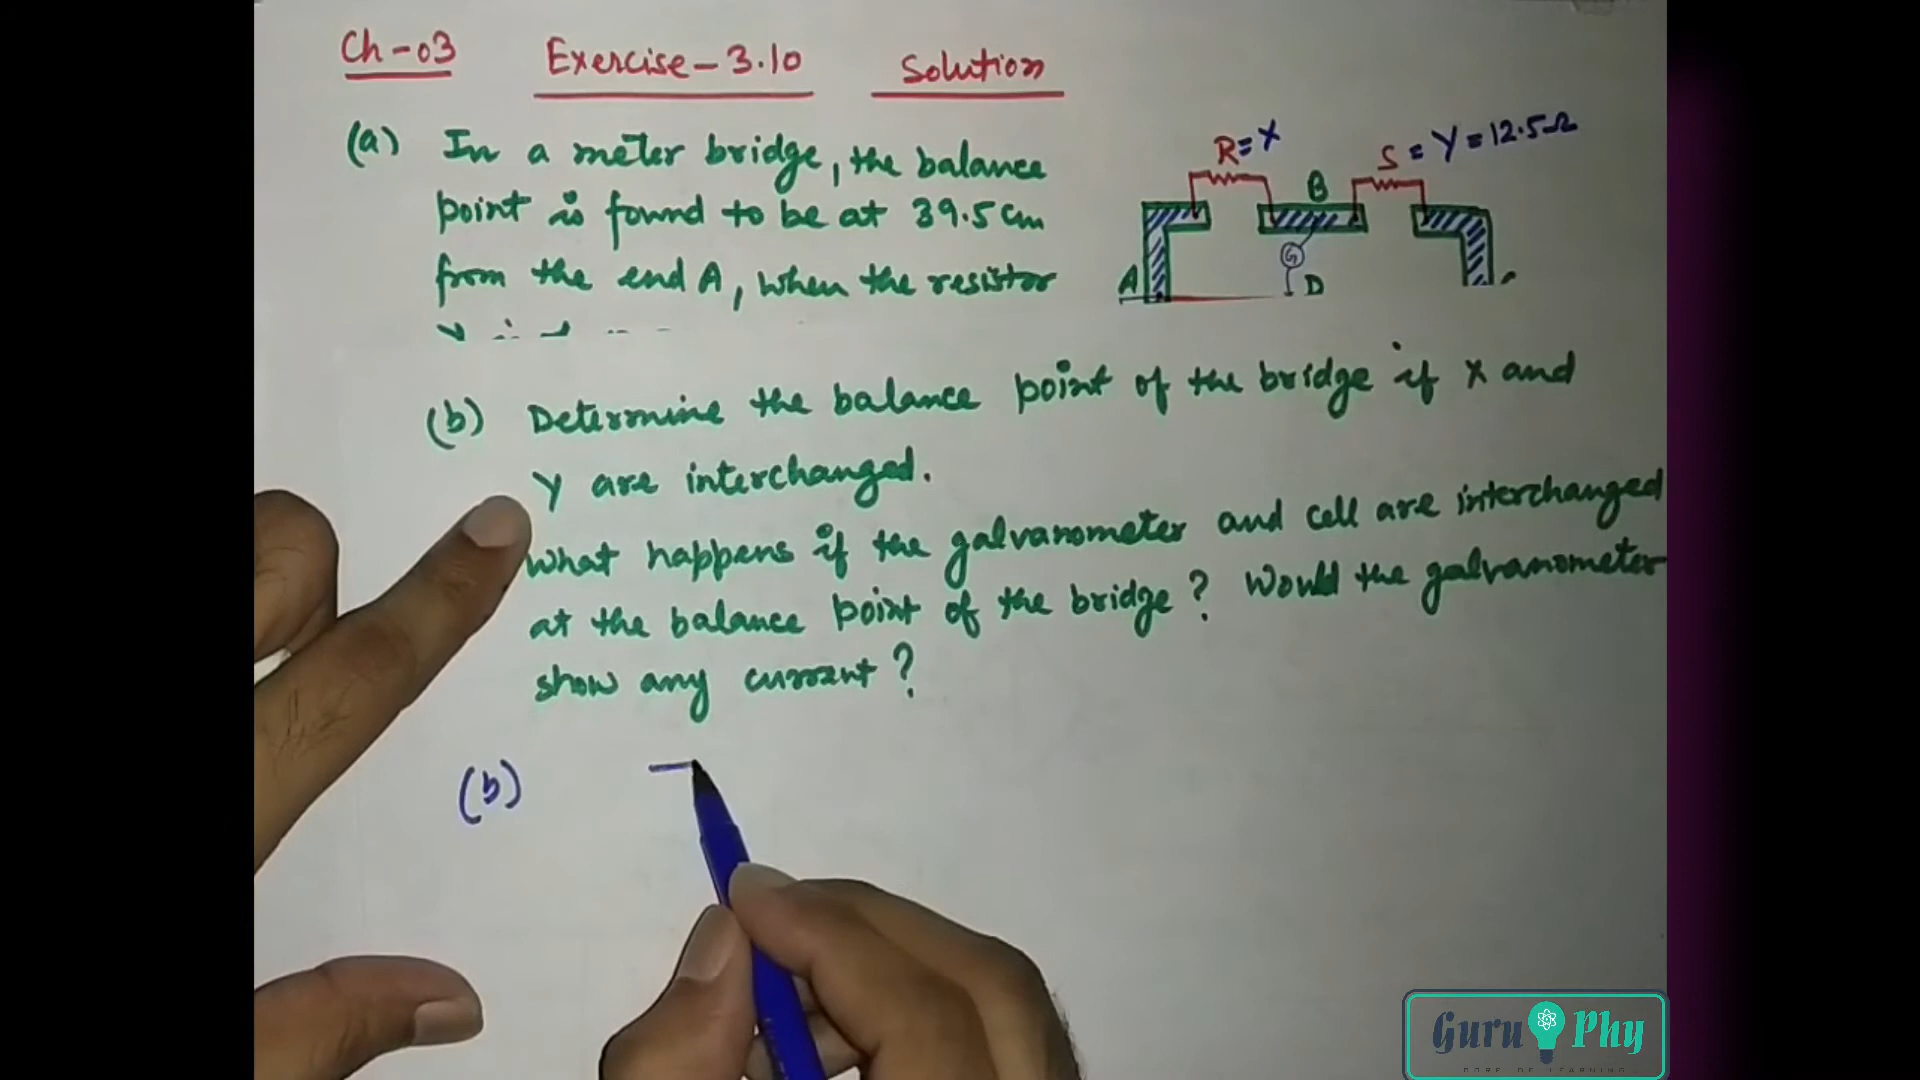 Ch-03 Exercise-3.10 Solution
(a) In a meter bridge, the balance
point is found to be at 39.5 cm
from the end A, when the resistor
R = X
S = Y = 12.5Ω
B
G
A
D
(b) Determine the balance point of the bridge if X and
Y are interchanged.
What happens if the galvanometer and cell are interchanged
at the balance point of the bridge? Would the galvanometer
show any current?
(b)
Guru Phy
CORE OF LEARNING